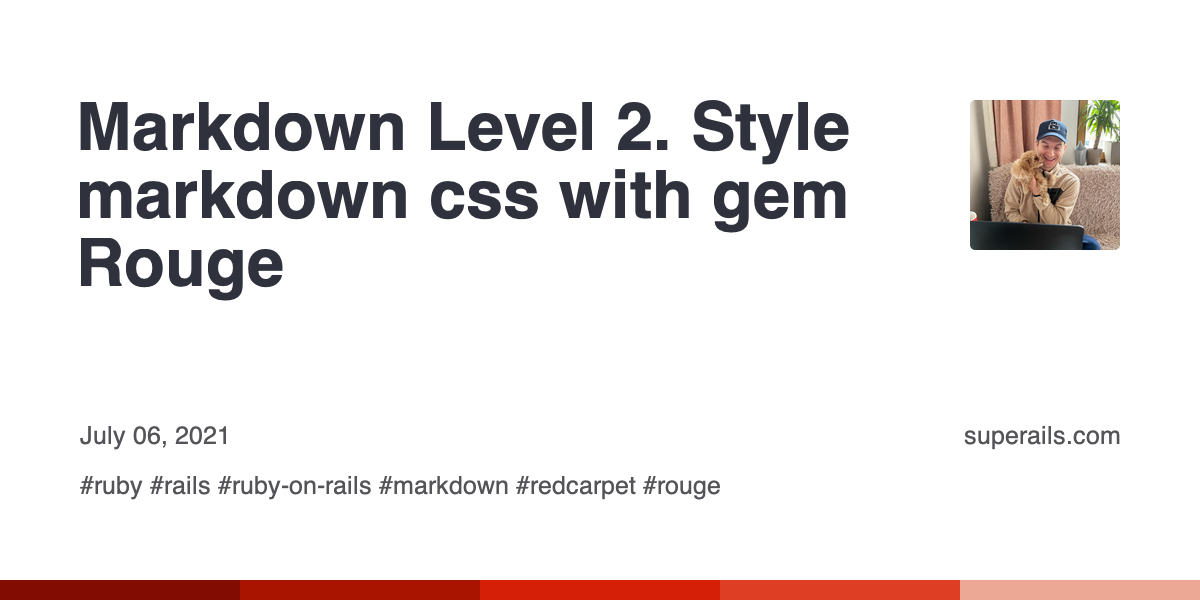 Markdown Level 2. Style
markdown css with gem
Rouge
July 06, 2021
superails.com
#ruby #rails #ruby-on-rails #markdown #redcarpet #rouge